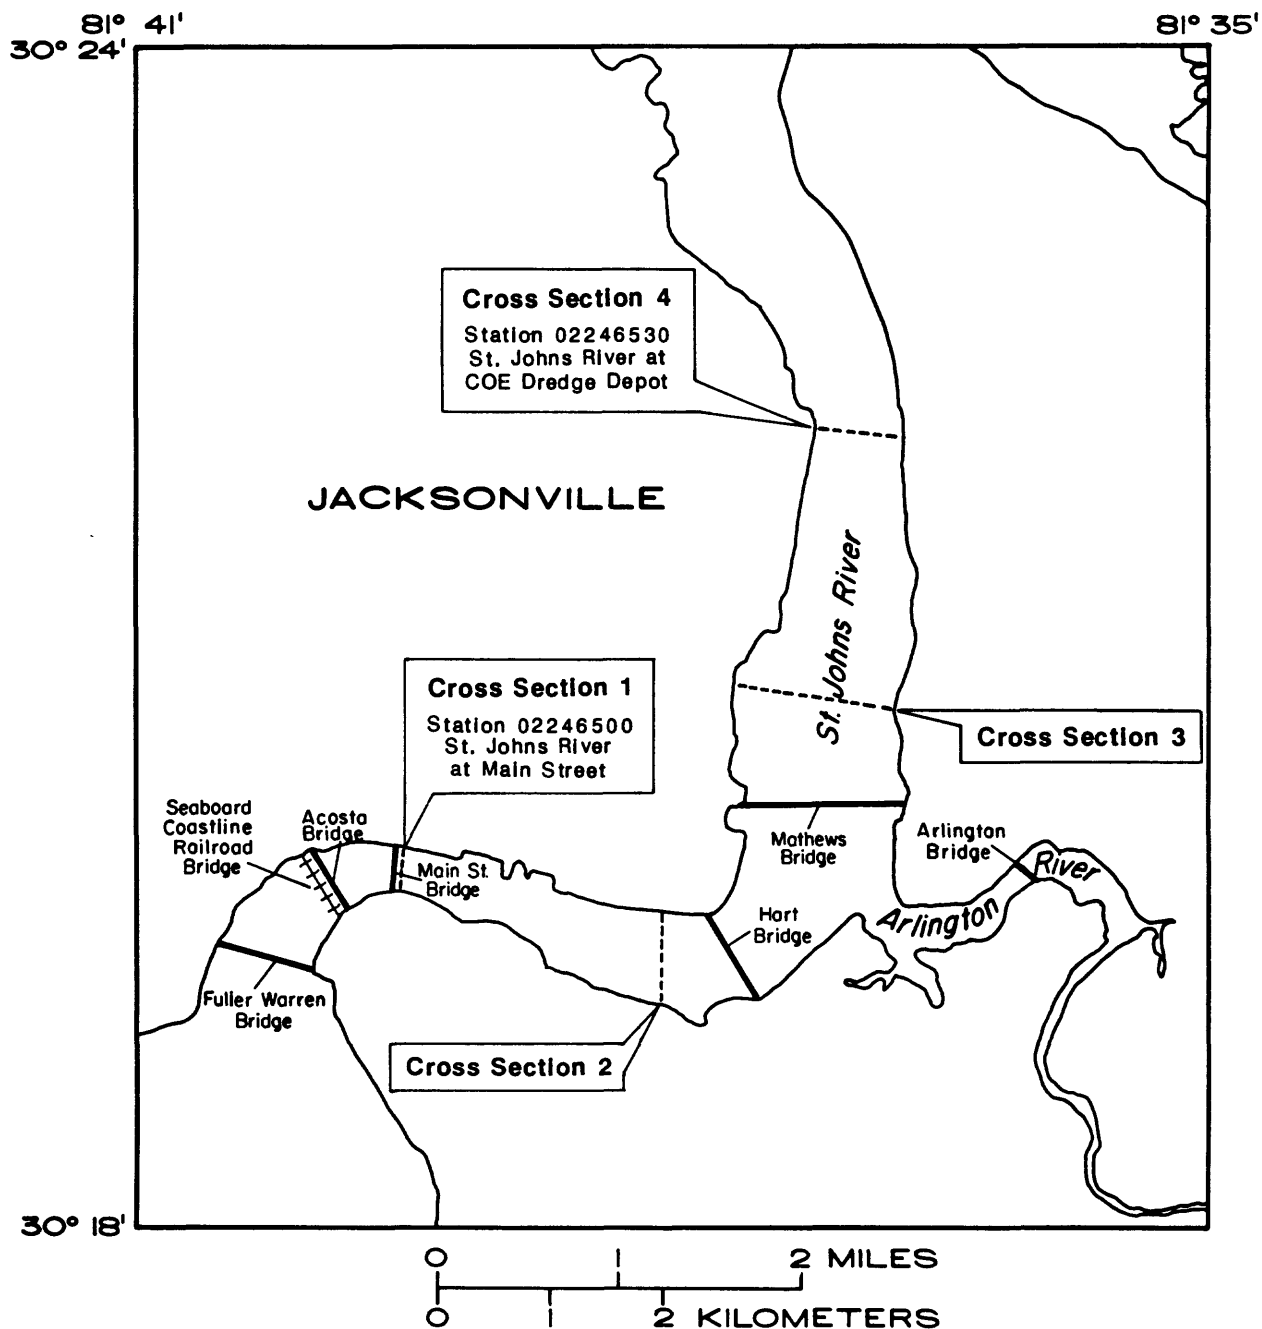 81° 41'
81° 35'
30° 24'
Cross Section 4
Station 02246530
St. Johns River at
COE Dredge Depot
JACKSONVILLE
St. Johns River
Cross Section 1
Station 02246500
St. Johns River
at Main Street
Cross Section 3
Seaboard
Coastline
Railroad
Bridge
Acosta
Bridge
Main St.
Bridge
Mathews
Bridge
Arlington
Bridge
Arlington River
Hart
Bridge
Fuller Warren
Bridge
Cross Section 2
30° 18'
0 1 2 MILES
0 1 2 KILOMETERS